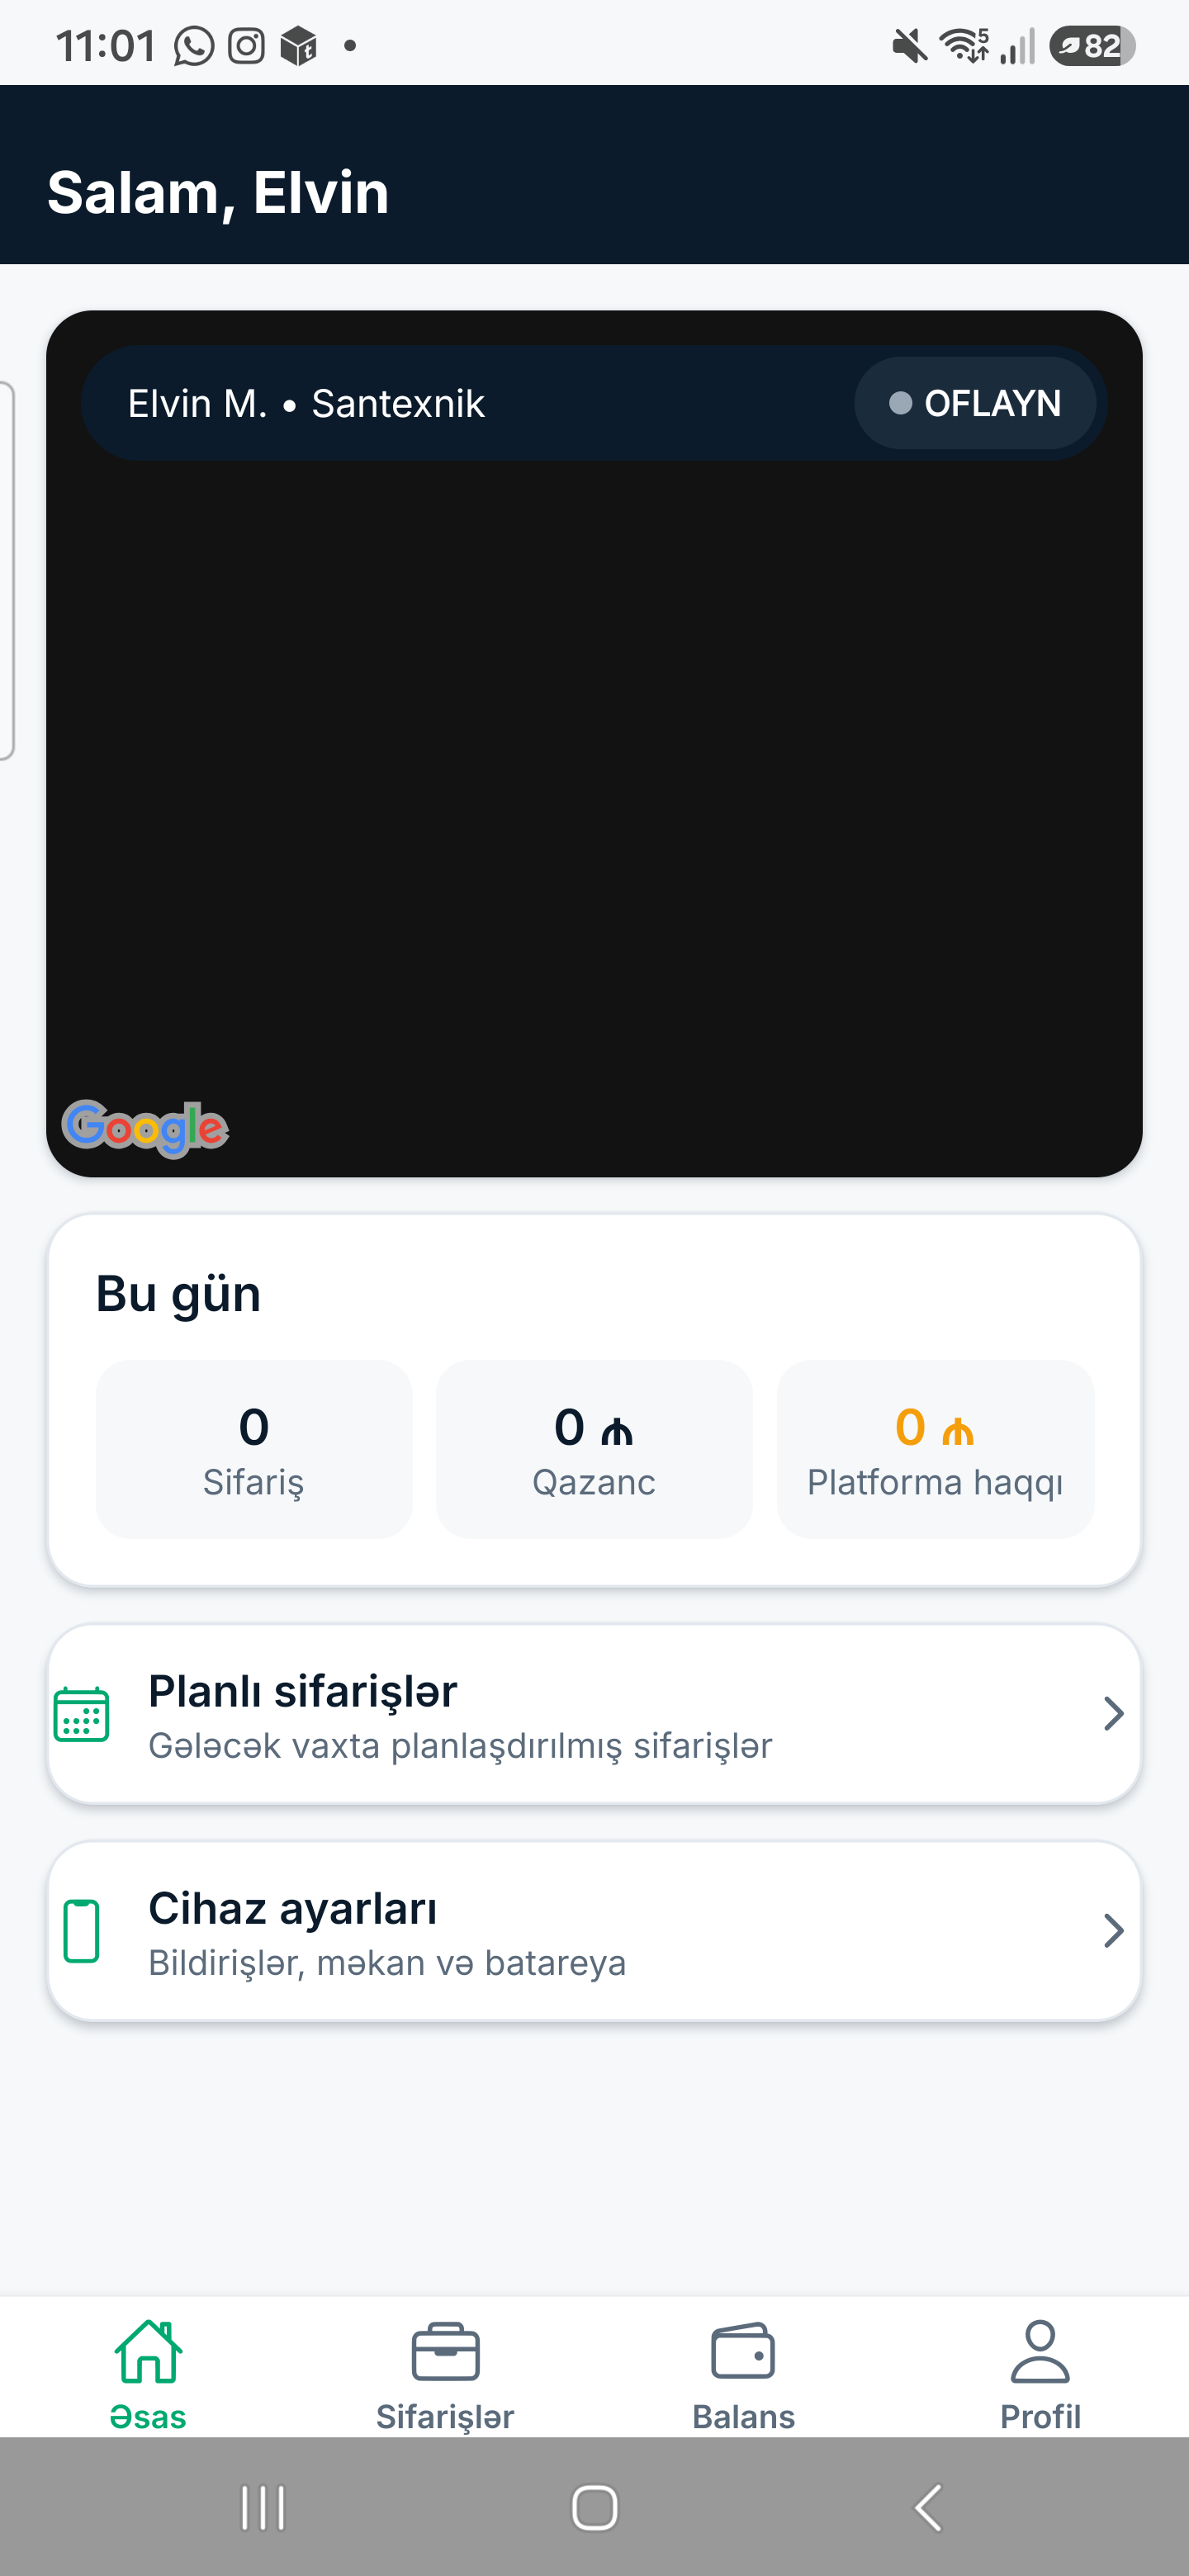 11:01
5
82
Salam, Elvin
Elvin M. • Santexnik
OFLAYN
Google
Bu gün
0
Sifariş
0 ₼
Qazanc
0 ₼
Platforma haqqı
Planlı sifarişlər
Gələcək vaxta planlaşdırılmış sifarişlər
Cihaz ayarları
Bildirişlər, məkan və batareya
Əsas
Sifarişlər
Balans
Profil